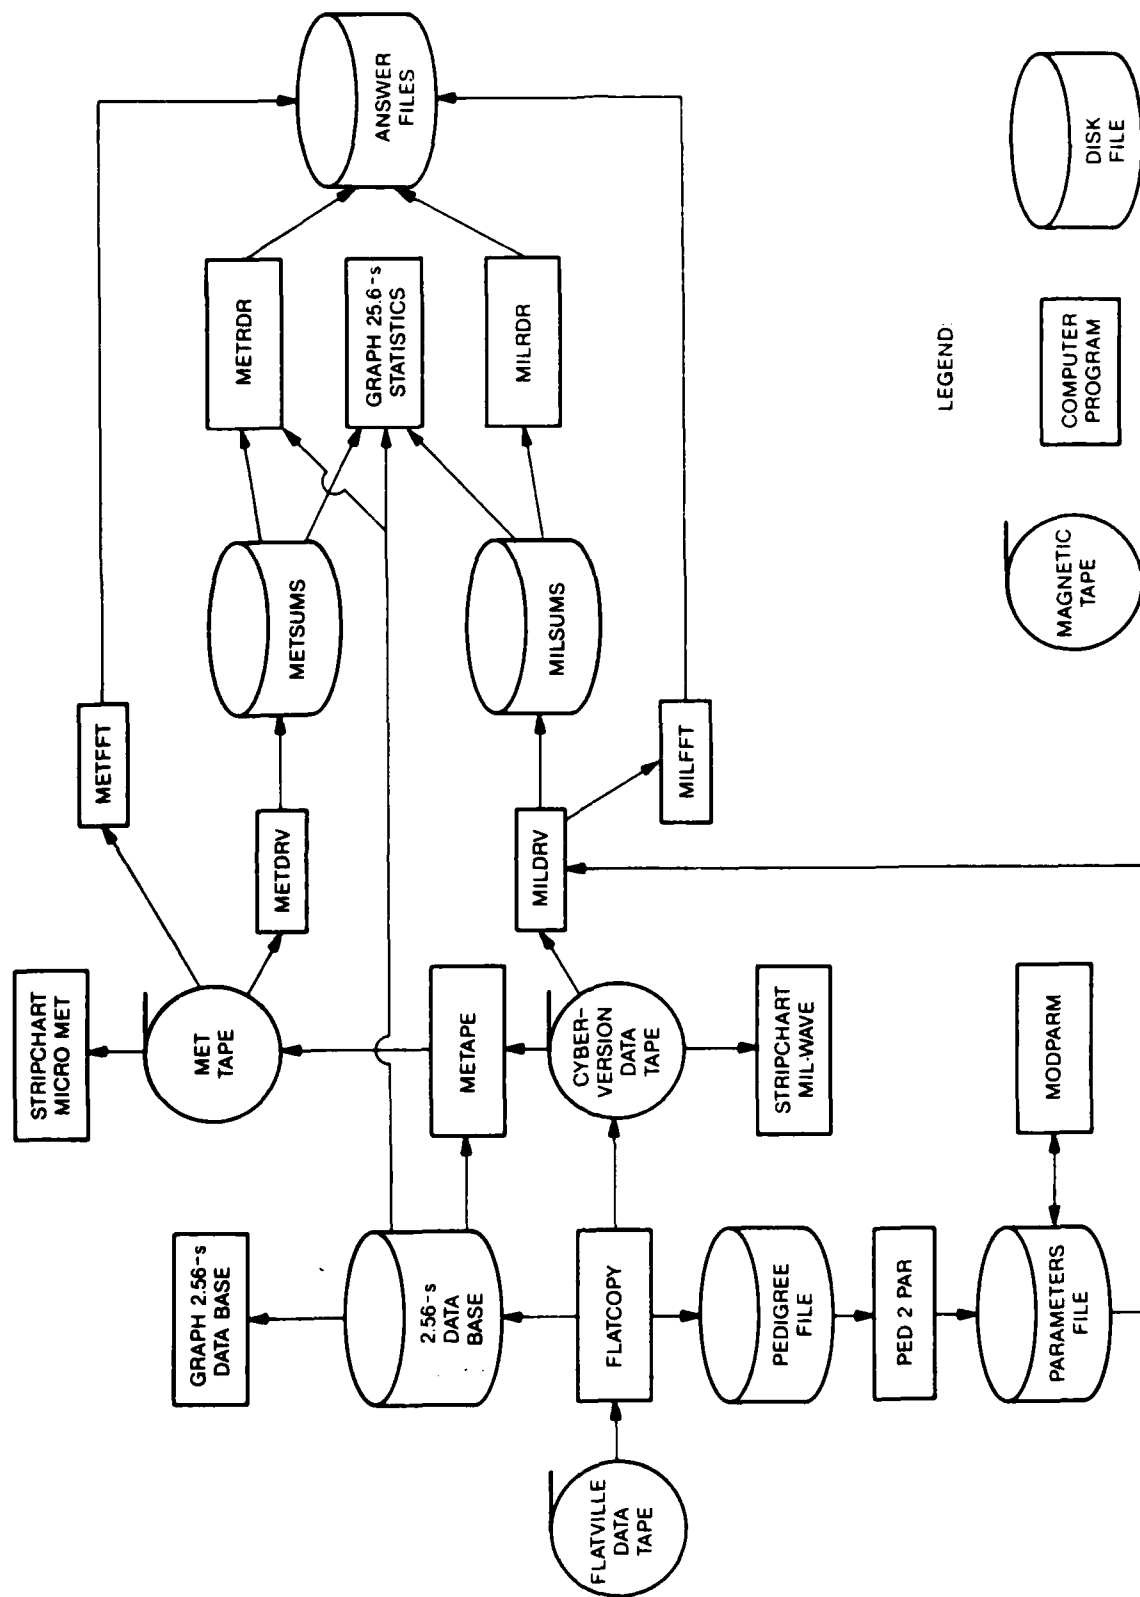 FLATVILLE
DATA
TAPE
GRAPH 2.56-s
DATA BASE
2.56-s
DATA
BASE
FLATCOPY
PEDIGREE
FILE
PED 2 PAR
PARAMETERS
FILE
STRIPCHART
MICRO MET
MET
TAPE
METAPE
CYBER-
VERSION
DATA
TAPE
STRIPCHART
MIL-WAVE
MODPARM
METFFT
METDRV
MILDRV
MILFFT
METSUMS
MILSUMS
METRDR
GRAPH 25.6-s
STATISTICS
MILRDR
ANSWER
FILES
LEGEND:
MAGNETIC
TAPE
COMPUTER
PROGRAM
DISK
FILE